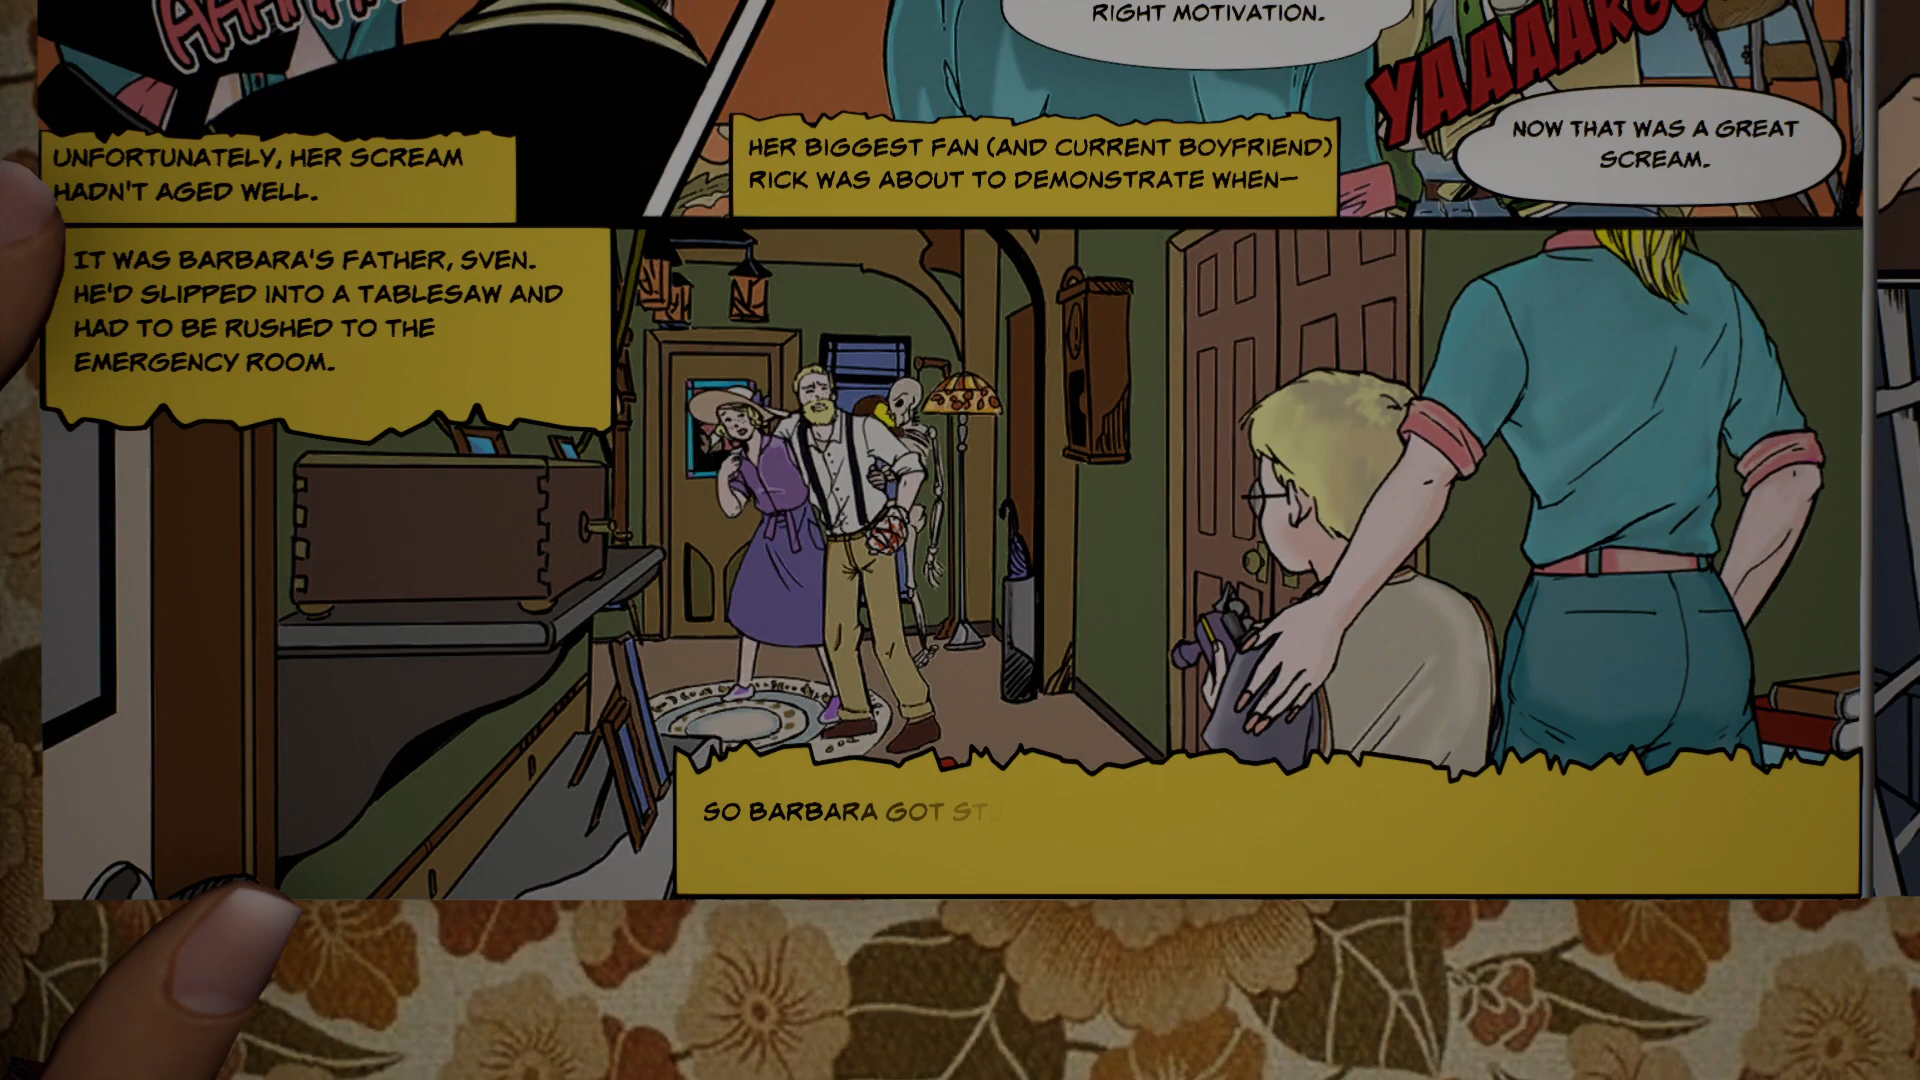 RIGHT MOTIVATION.
YAAAARGG
NOW THAT WAS A GREAT
SCREAM.
UNFORTUNATELY, HER SCREAM
HADN'T AGED WELL.
HER BIGGEST FAN (AND CURRENT BOYFRIEND)
RICK WAS ABOUT TO DEMONSTRATE WHEN—
IT WAS BARBARA'S FATHER, SVEN.
HE'D SLIPPED INTO A TABLESAW AND
HAD TO BE RUSHED TO THE
EMERGENCY ROOM.
SO BARBARA GOT STU